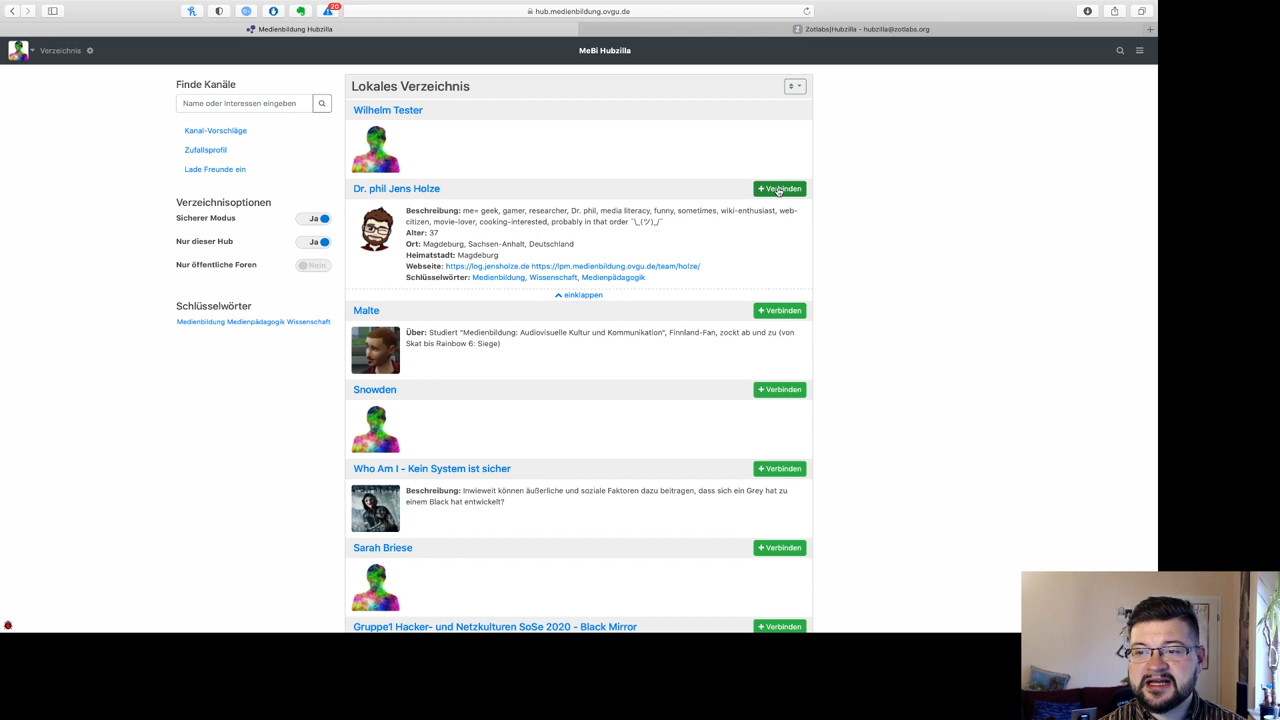 20
hub.medienbildung.ovgu.de
Medienbildung Hubzilla
Zotlabs|Hubzilla - hubzilla@zotlabs.org
Verzeichnis
MeBi Hubzilla
Finde Kanäle
Name oder Interessen eingeben
Kanal-Vorschläge
Zufallsprofil
Lade Freunde ein
Verzeichnisoptionen
Sicherer Modus Ja
Nur dieser Hub Ja
Nur öffentliche Foren Nein
Schlüsselwörter
Medienbildung Medienpädagogik Wissenschaft
Lokales Verzeichnis
Wilhelm Tester
Dr. phil Jens Holze
+ Verbinden
Beschreibung: me= geek, gamer, researcher, Dr. phil, media literacy, funny, sometimes, wiki-enthusiast, web-
citizen, movie-lover, cooking-interested, probably in that order ¯\_(ツ)_/¯
Alter: 37
Ort: Magdeburg, Sachsen-Anhalt, Deutschland
Heimatstadt: Magdeburg
Webseite: https://log.jensholze.de https://lpm.medienbildung.ovgu.de/team/holze/
Schlüsselwörter: Medienbildung, Wissenschaft, Medienpädagogik
einklappen
Malte
+ Verbinden
Über: Studiert "Medienbildung: Audiovisuelle Kultur und Kommunikation", Finnland-Fan, zockt ab und zu (von
Skat bis Rainbow 6: Siege)
Snowden
+ Verbinden
Who Am I - Kein System ist sicher
+ Verbinden
Beschreibung: Inwieweit können äußerliche und soziale Faktoren dazu beitragen, dass sich ein Grey hat zu
einem Black hat entwickelt?
Sarah Briese
+ Verbinden
Gruppe1 Hacker- und Netzkulturen SoSe 2020 - Black Mirror
+ Verbinden